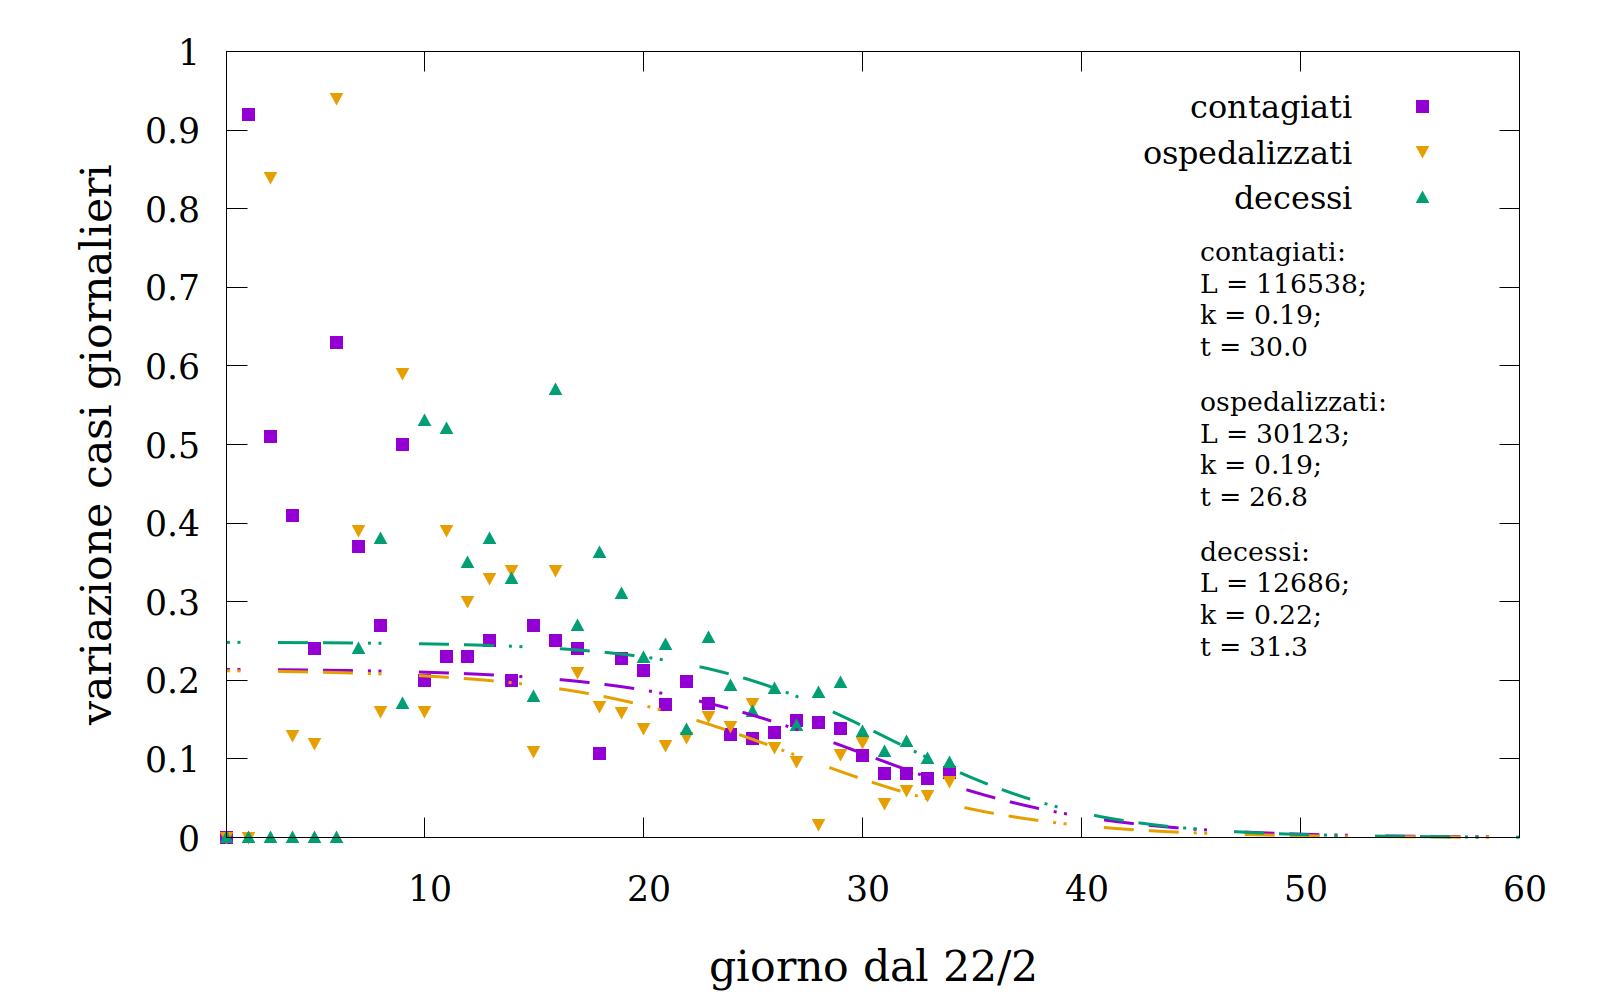 1
0.9
0.8
0.7
0.6
0.5
0.4
0.3
0.2
0.1
0
variazione casi giornalieri
contagiati
ospedalizzati
decessi
contagiati:
L = 116538;
k = 0.19;
t = 30.0
ospedalizzati:
L = 30123;
k = 0.19;
t = 26.8
decessi:
L = 12686;
k = 0.22;
t = 31.3
10 20 30 40 50 60
giorno dal 22/2